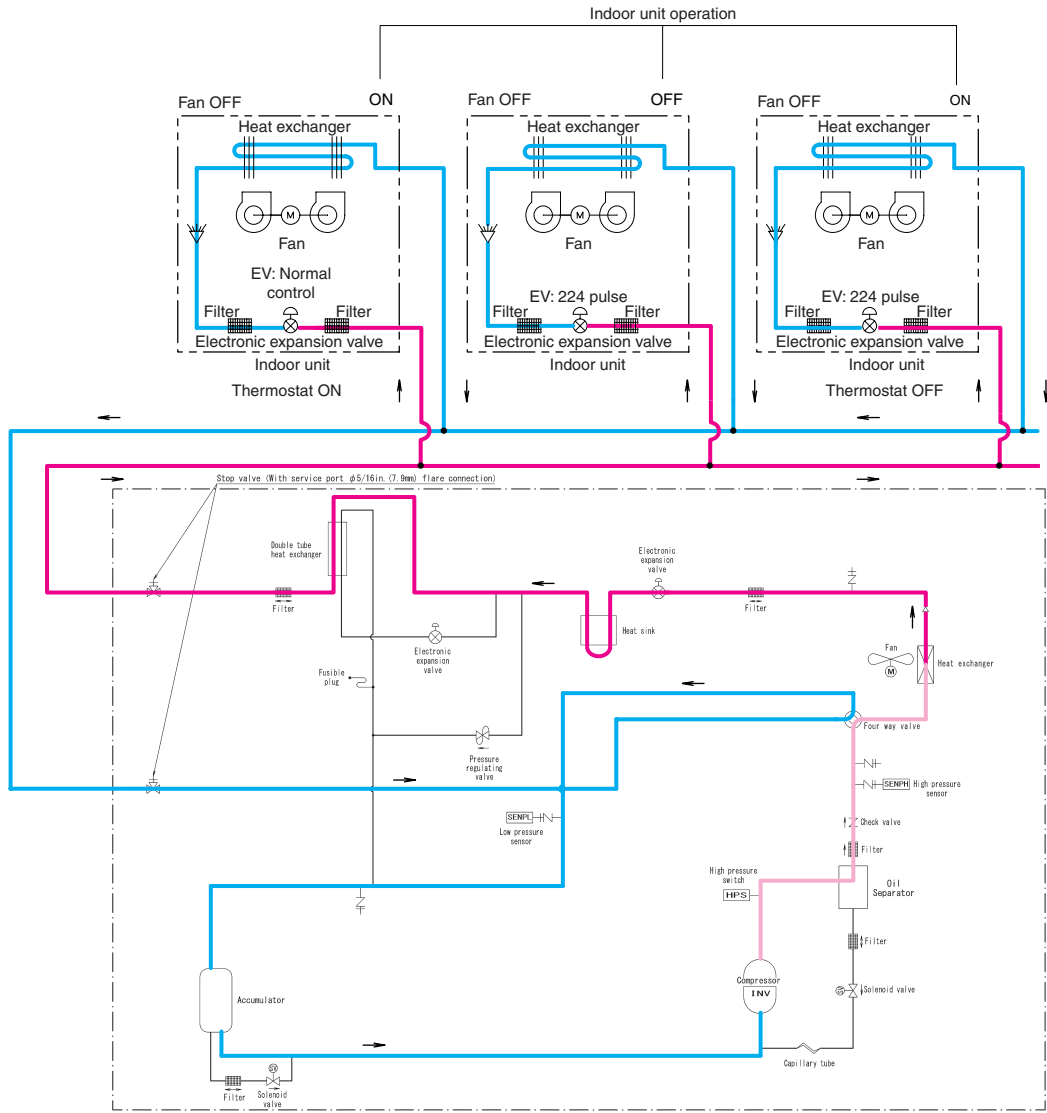 Indoor unit operation
Fan OFF
ON
Fan OFF
OFF
Fan OFF
ON
Heat exchanger
Heat exchanger
Heat exchanger
M
M
M
Fan
Fan
Fan
EV: Normal
control
EV: 224 pulse
EV: 224 pulse
Filter
Filter
Filter
Filter
Filter
Filter
Electronic expansion valve
Electronic expansion valve
Electronic expansion valve
Indoor unit
Indoor unit
Indoor unit
Thermostat ON
Thermostat OFF
Stop valve (With service port φ5/16in. (7.9mm) flare connection)
Double tube
heat exchanger
Electronic
expansion
valve
Filter
Filter
Heat sink
Electronic
expansion
valve
Fan
M
Heat exchanger
Fusible
plug
Four way valve
Pressure
regulating
valve
SENPH
High pressure
sensor
SENPL
Low pressure
sensor
Check valve
Filter
High pressure
switch
HPS
Oil
Separator
Filter
Compressor
INV
Accumulator
Solenoid valve
SV
Capillary tube
Filter
Solenoid
valve